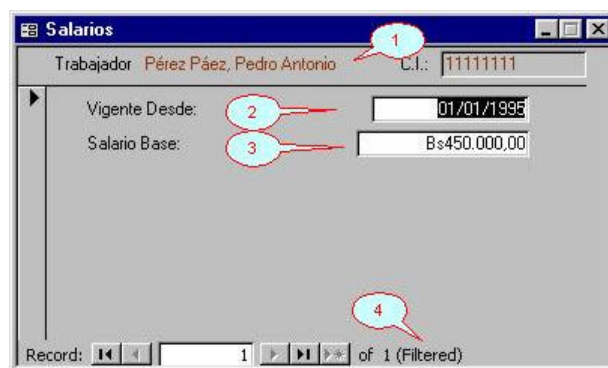 Salarios
1
Trabajador Pérez Páez, Pedro Antonio C.I.: 11111111
Vigente Desde: 2 01/01/1995
Salario Base: 3 Bs450.000,00
4
Record: 1 of 1 (Filtered)